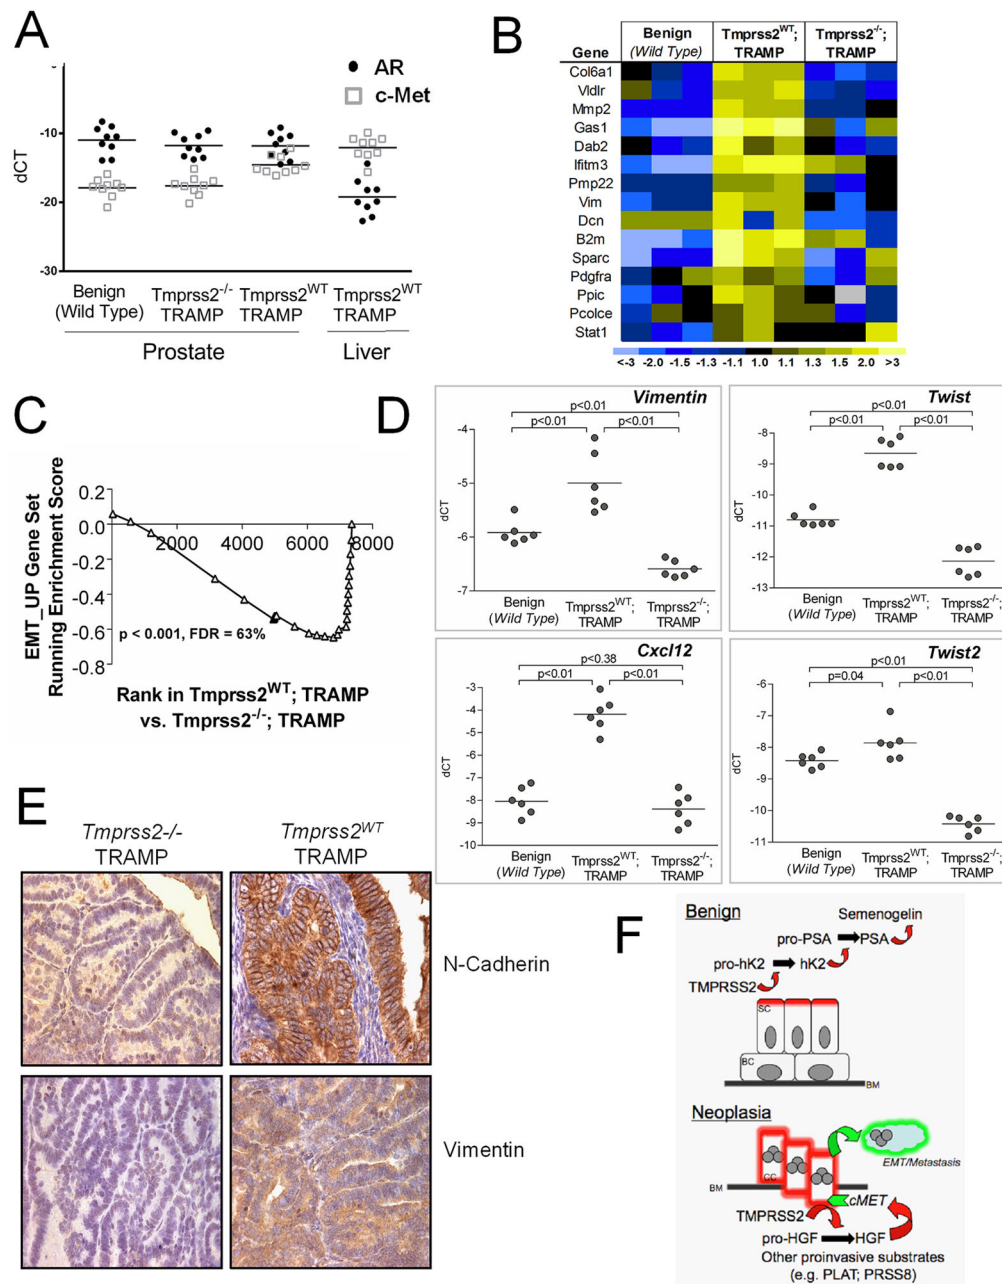 A
AR
c-Met
dCT
-10
-20
-30
Benign
(Wild Type)
Tmprss2-/-
TRAMP
Tmprss2WT
TRAMP
Tmprss2WT
TRAMP
Prostate
Liver
B
Gene
Benign
(Wild Type)
Tmprss2WT;
TRAMP
Tmprss2-/-;
TRAMP
Col6a1
Vldlr
Mmp2
Gas1
Dab2
Ifitm3
Pmp22
Vim
Dcn
B2m
Sparc
Pdgfra
Ppic
Pcolce
Stat1
<-3 -2.0 -1.5 -1.3 -1.1 1.0 1.1 1.3 1.5 2.0 >3
C
EMT_UP Gene Set
Running Enrichment Score
0.2
0.0
-0.2
-0.4
-0.6
-0.8
2000 4000 6000 8000
p < 0.001, FDR = 63%
Rank in Tmprss2WT; TRAMP
vs. Tmprss2-/-; TRAMP
D
Vimentin
p<0.01
p<0.01 p<0.01
dCT
-4
-5
-6
-7
Benign
(Wild Type)
Tmprss2WT;
TRAMP
Tmprss2-/-;
TRAMP
Twist
p<0.01
p<0.01 p<0.01
dCT
-8
-9
-10
-11
-12
-13
Benign
(Wild Type)
Tmprss2WT;
TRAMP
Tmprss2-/-;
TRAMP
Cxcl12
p<0.38
p<0.01 p<0.01
dCT
-3
-4
-5
-6
-7
-8
-9
-10
Benign
(Wild Type)
Tmprss2WT;
TRAMP
Tmprss2-/-;
TRAMP
Twist2
p<0.01
p=0.04 p<0.01
dCT
-6
-7
-8
-9
-10
-11
Benign
(Wild Type)
Tmprss2WT;
TRAMP
Tmprss2-/-;
TRAMP
E
Tmprss2-/-
TRAMP
Tmprss2WT
TRAMP
N-Cadherin
Vimentin
F
Benign
Semenogelin
pro-PSA PSA
pro-hK2 hK2
TMPRSS2
SC
BC
BM
Neoplasia
EMT/Metastasis
CC
BM
cMET
TMPRSS2
pro-HGF HGF
Other proinvasive substrates
(e.g. PLAT; PRSS8)